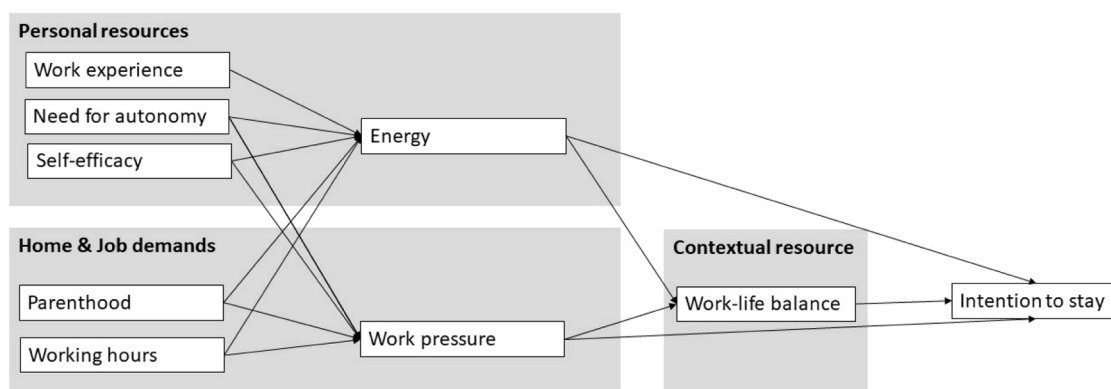 Personal resources
Work experience
Need for autonomy
Self-efficacy
Energy
Home & Job demands
Parenthood
Working hours
Work pressure
Contextual resource
Work-life balance
Intention to stay